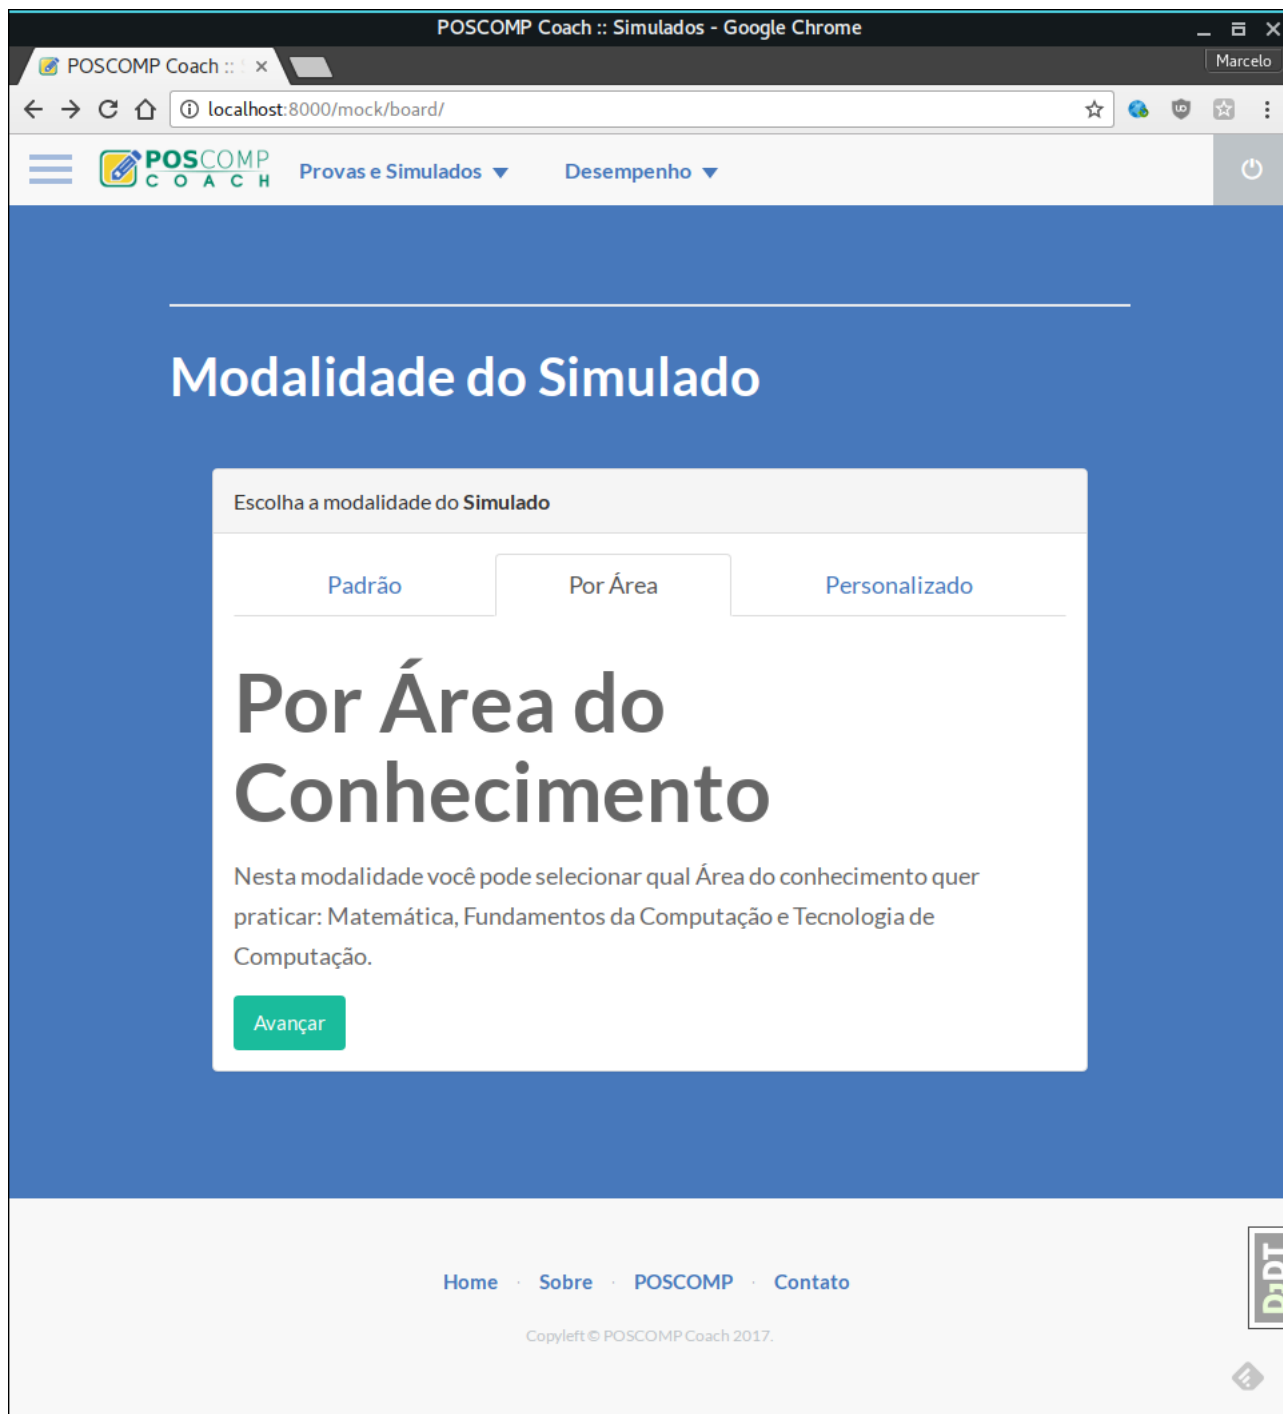 POSCOMP Coach :: Simulados - Google Chrome
POSCOMP Coach ::
Marcelo
localhost:8000/mock/board/
POSCOMP
COACH
Provas e Simulados
Desempenho
Modalidade do Simulado
Escolha a modalidade do Simulado
Padrão
Por Área
Personalizado
Por Área do
Conhecimento
Nesta modalidade você pode selecionar qual Área do conhecimento quer
praticar: Matemática, Fundamentos da Computação e Tecnologia de
Computação.
Avançar
DjDT
Home · Sobre · POSCOMP · Contato
Copyleft © POSCOMP Coach 2017.